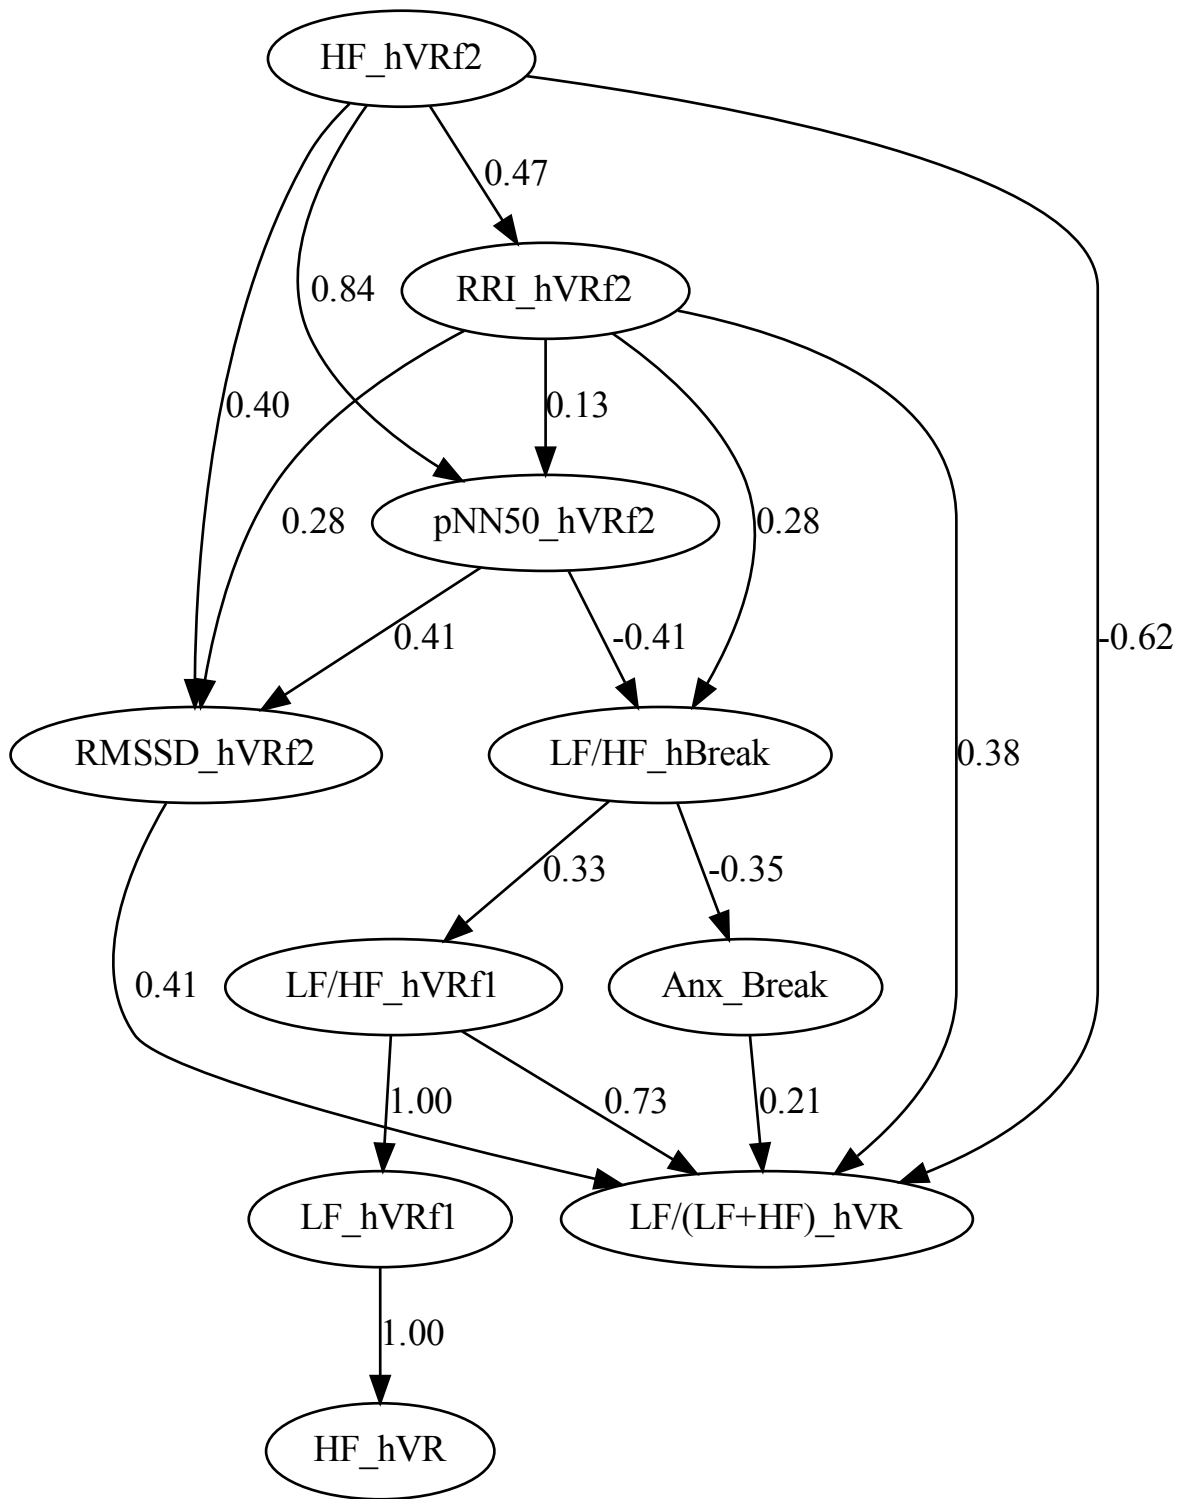 HF_hVRf2
0.47
RRI_hVRf2
0.84
0.40
0.13
0.28
pNN50_hVRf2
0.28
0.41
-0.41
-0.62
RMSSD_hVRf2
LF/HF_hBreak
0.38
0.33
-0.35
LF/HF_hVRf1
Anx_Break
0.41
1.00
0.73
0.21
LF_hVRf1
LF/(LF+HF)_hVR
1.00
HF_hVR